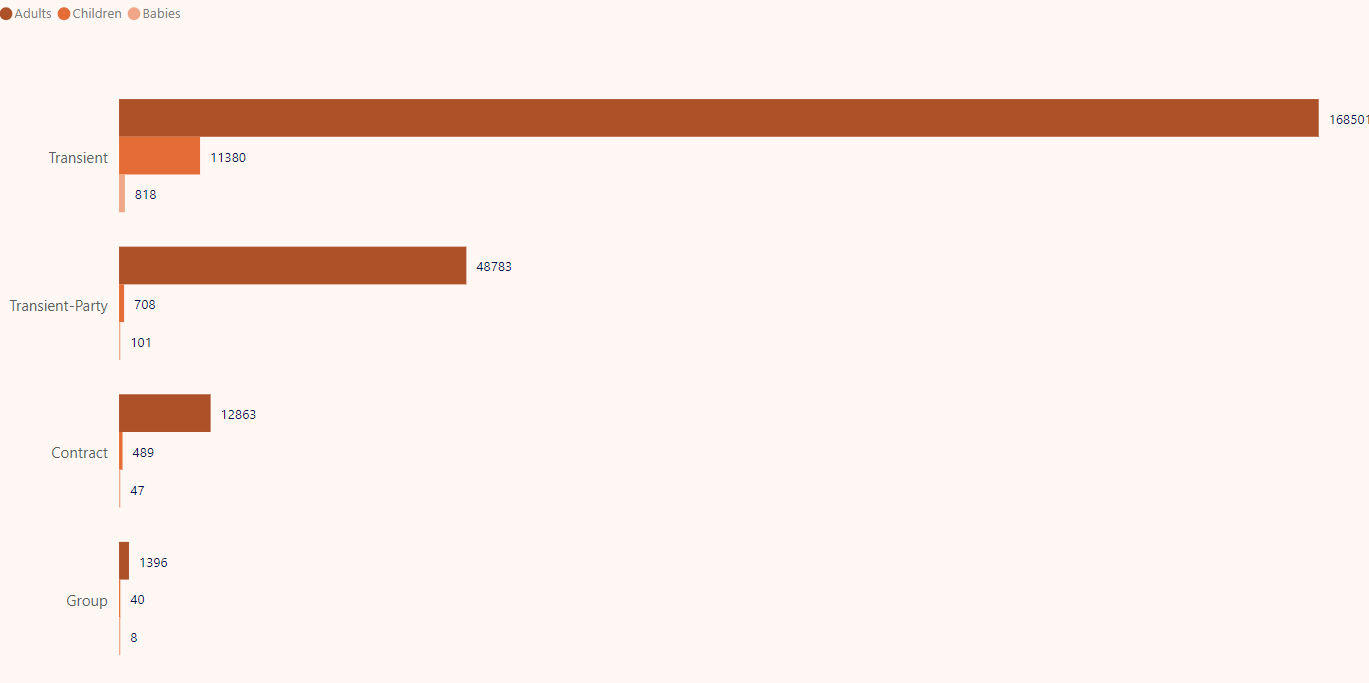 Adults Children Babies
168501
Transient 11380
818
48783
Transient-Party 708
101
12863
Contract 489
47
1396
Group 40
8